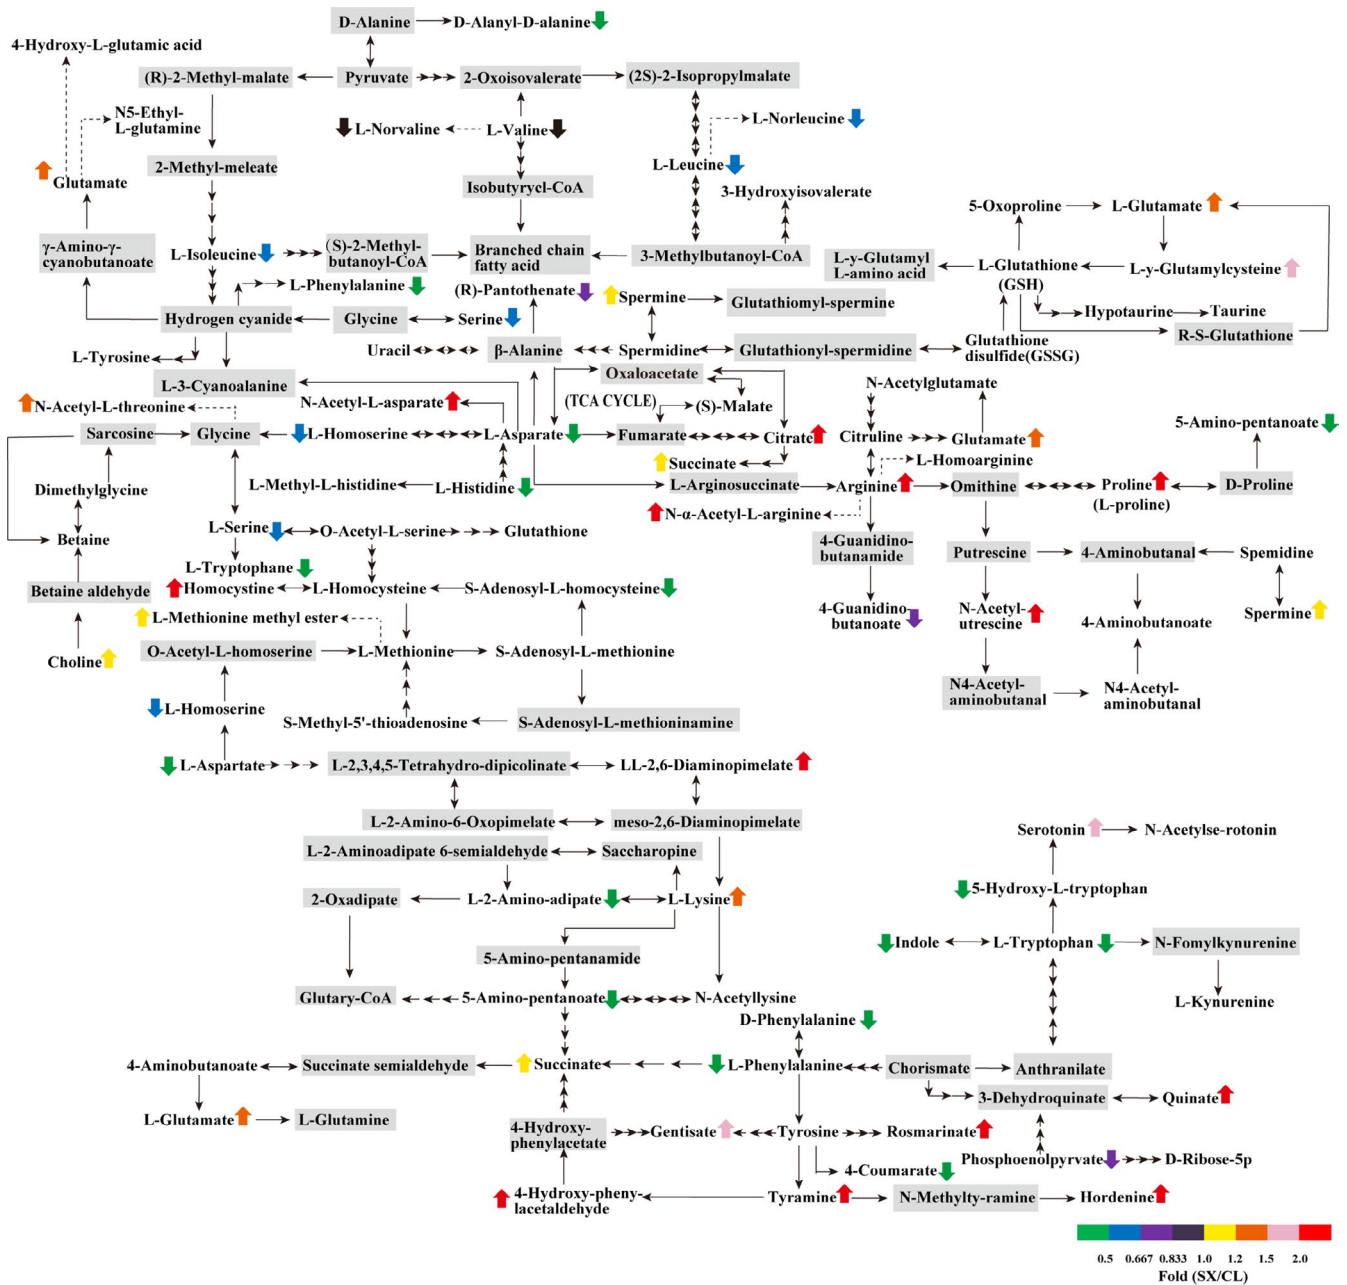 D-Alanine
D-Alanyl-D-alanine
4-Hydroxy-L-glutamic acid
(R)-2-Methyl-malate
Pyruvate
2-Oxoisovalerate
(2S)-2-Isopropylmalate
N5-Ethyl-
L-glutamine
L-Norvaline
L-Valine
L-Norleucine
2-Methyl-meleate
L-Leucine
Glutamate
Isobutyrycl-CoA
3-Hydroxyisovalerate
5-Oxoproline
L-Glutamate
γ-Amino-γ-
cyanobutanoate
L-Isoleucine
(S)-2-Methyl-
butanoyl-CoA
Branched chain
fatty acid
3-Methylbutanoyl-CoA
L-y-Glutamyl
L-amino acid
L-Glutathione
(GSH)
L-y-Glutamylcysteine
L-Phenylalanine
(R)-Pantothenate
Spermine
Glutathiomyl-spermine
Hypotaurine
Taurine
Hydrogen cyanide
Glycine
Serine
R-S-Glutathione
L-Tyrosine
Uracil
β-Alanine
Spermidine
Glutathionyl-spermidine
Glutathione
disulfide(GSSG)
L-3-Cyanoalanine
Oxaloacetate
N-Acetylglutamate
N-Acetyl-L-threonine
N-Acetyl-L-asparate
(TCA CYCLE)
(S)-Malate
5-Amino-pentanoate
Sarcosine
Glycine
L-Homoserine
L-Asparate
Fumarate
Citrate
Citruline
Glutamate
Succinate
L-Homoarginine
Dimethylglycine
L-Methyl-L-histidine
L-Histidine
L-Arginosuccinate
Arginine
Omithine
Proline
(L-proline)
D-Proline
N-α-Acetyl-L-arginine
L-Serine
O-Acetyl-L-serine
Glutathione
Betaine
4-Guanidino-
butanamide
Putrescine
4-Aminobutanal
Spemidine
L-Tryptophane
Betaine aldehyde
Homocystine
L-Homocysteine
S-Adenosyl-L-homocysteine
L-Methionine methyl ester
4-Guanidino-
butanoate
N-Acetyl-
utrescine
4-Aminobutanoate
Spermine
Choline
O-Acetyl-L-homoserine
L-Methionine
S-Adenosyl-L-methionine
N4-Acetyl-
aminobutanal
N4-Acetyl-
aminobutanal
L-Homoserine
S-Methyl-5'-thioadenosine
S-Adenosyl-L-methioninamine
L-Aspartate
L-2,3,4,5-Tetrahydro-dipicolinate
LL-2,6-Diaminopimelate
L-2-Amino-6-Oxopimelate
meso-2,6-Diaminopimelate
Serotonin
N-Acetylse-rotonin
L-2-Aminoadipate 6-semialdehyde
Saccharopine
5-Hydroxy-L-tryptophan
2-Oxadipate
L-2-Amino-adipate
L-Lysine
Indole
L-Tryptophan
N-Fomylkynurenine
5-Amino-pentanamide
Glutary-CoA
5-Amino-pentanoate
N-Acetyllysine
L-Kynurenine
D-Phenylalanine
4-Aminobutanoate
Succinate semialdehyde
Succinate
L-Phenylalanine
Chorismate
Anthranilate
3-Dehydroquinate
Quinate
L-Glutamate
L-Glutamine
4-Hydroxy-
phenylacetate
Gentisate
Tyrosine
Rosmarinate
Phosphoenolpyrvate
D-Ribose-5p
4-Coumarate
4-Hydroxy-pheny-
lacetaldehyde
Tyramine
N-Methylty-ramine
Hordenine
0.5 0.667 0.833 1.0 1.2 1.5 2.0
Fold (SX/CL)